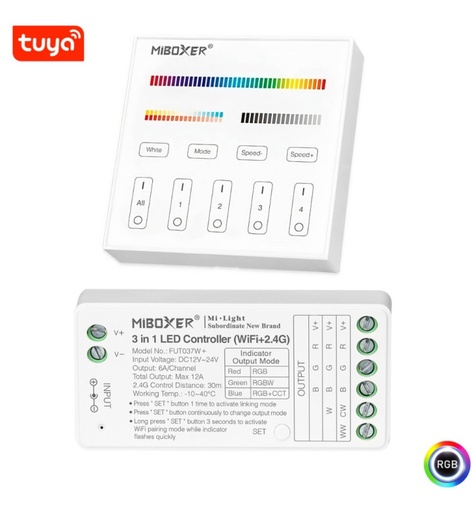 tuya
MIBOXER®
White
Mode
Speed-
Speed+
All
1
2
3
4
MIBOXER®
Mi·Light
Subordinate New Brand
3 in 1 LED Controller (WiFi+2.4G)
Model No.: FUT037W+
Input Voltage: DC12V~24V
Output: 6A/Channel
Total Output: Max 12A
2.4G Control Distance: 30m
Working Temp.: -10~40°C
Indicator
Output Mode
Red RGB
Green RGBW
Blue RGB+CCT
• Press " SET " button 1 time to activate linking mode
• Press " SET " button continuously to change output mode
• Long press " SET " button 3 seconds to activate
WiFi pairing mode while indicator
flashes quickly
SET
V+
V−
INPUT
OUTPUT
V+ V+ V+
R R R
G G G
B B B
W CW
WW
RGB